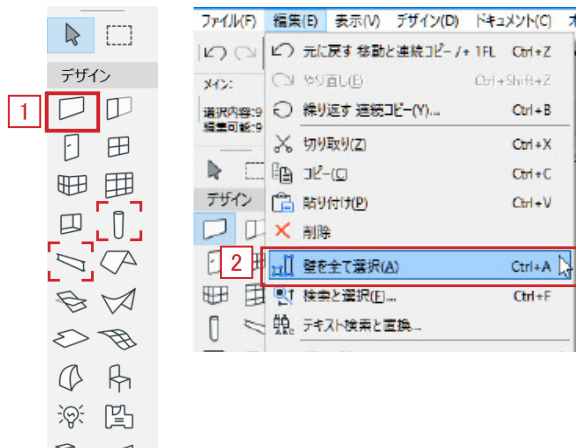 デザイン
1
ファイル(F) 編集(E) 表示(V) デザイン(D) ドキュメント(C)
元に戻す 移動と連続コピー / + 1FL Ctrl+Z
メイン:
やり直し(E) Ctrl+Shift+Z
選択内容:9
編集可能:9
繰り返す 連続コピー(Y)... Ctrl+B
切り取り(Z) Ctrl+X
コピー(C) Ctrl+C
デザイン
貼り付け(P) Ctrl+V
削除
2
壁を全て選択(A) Ctrl+A
検索と選択(F)... Ctrl+F
テキスト検索と置換...